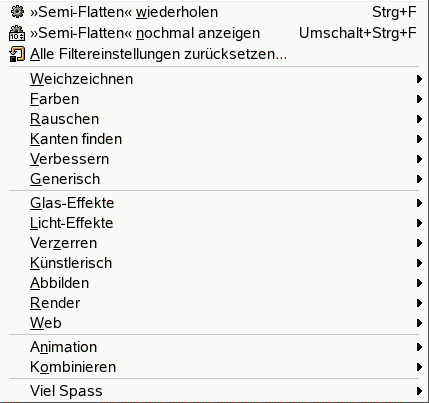 »Semi-Flatten« wiederholen Strg+F
»Semi-Flatten« nochmal anzeigen Umschalt+Strg+F
Alle Filtereinstellungen zurücksetzen...
Weichzeichnen
Farben
Rauschen
Kanten finden
Verbessern
Generisch
Glas-Effekte
Licht-Effekte
Verzerren
Künstlerisch
Abbilden
Render
Web
Animation
Kombinieren
Viel Spass